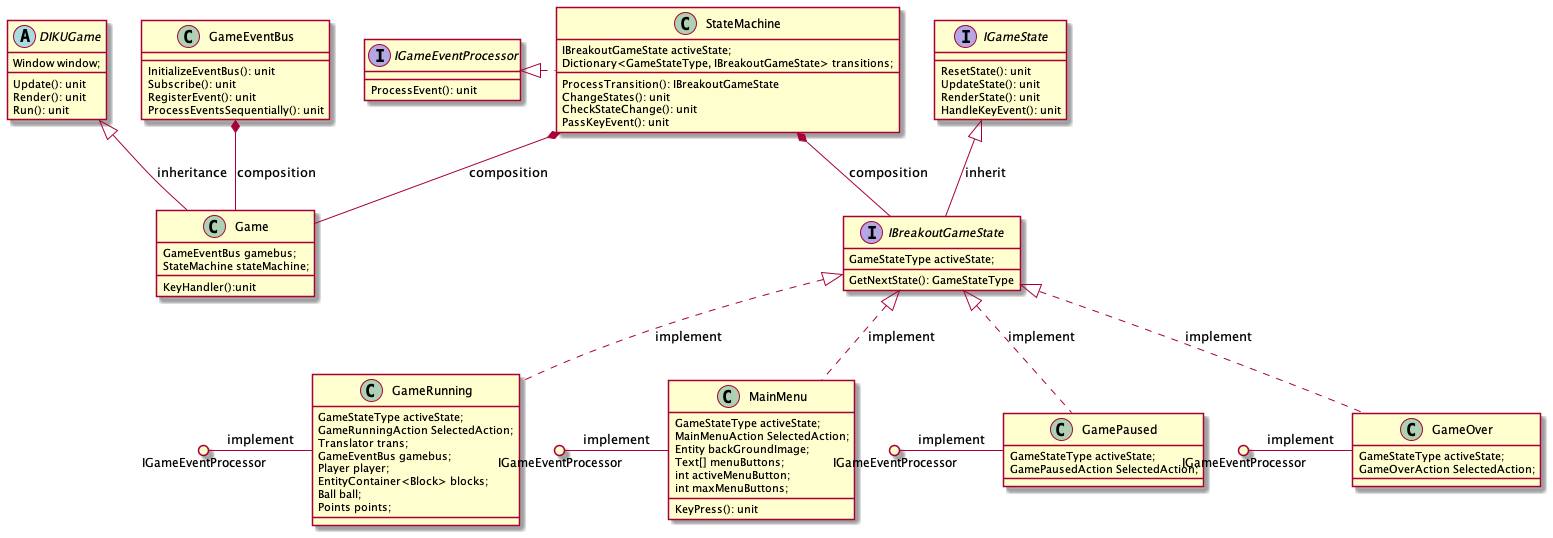 A DIKUGame
Window window;
Update(): unit
Render(): unit
Run(): unit
C GameEventBus
InitializeEventBus(): unit
Subscribe(): unit
RegisterEvent(): unit
ProcessEventsSequentially(): unit
I IGameEventProcessor
ProcessEvent(): unit
C StateMachine
IBreakoutGameState activeState;
Dictionary<GameStateType, IBreakoutGameState> transitions;
ProcessTransition(): IBreakoutGameState
ChangeStates(): unit
CheckStateChange(): unit
PassKeyEvent(): unit
I IGameState
ResetState(): unit
UpdateState(): unit
RenderState(): unit
HandleKeyEvent(): unit
inheritance
composition
composition
composition
inherit
C Game
GameEventBus gamebus;
StateMachine stateMachine;
KeyHandler():unit
I IBreakoutGameState
GameStateType activeState;
GetNextState(): GameStateType
implement
implement
implement
implement
C GameRunning
GameStateType activeState;
GameRunningAction SelectedAction;
Translator trans;
GameEventBus gamebus;
Player player;
EntityContainer<Block> blocks;
Ball ball;
Points points;
implement
IGameEventProcessor
C MainMenu
GameStateType activeState;
MainMenuAction SelectedAction;
Entity backGroundImage;
Text[] menuButtons;
int activeMenuButton;
int maxMenuButtons;
KeyPress(): unit
implement
IGameEventProcessor
C GamePaused
GameStateType activeState;
GamePausedAction SelectedAction;
implement
IGameEventProcessor
C GameOver
GameStateType activeState;
GameOverAction SelectedAction;
implement
IGameEventProcessor